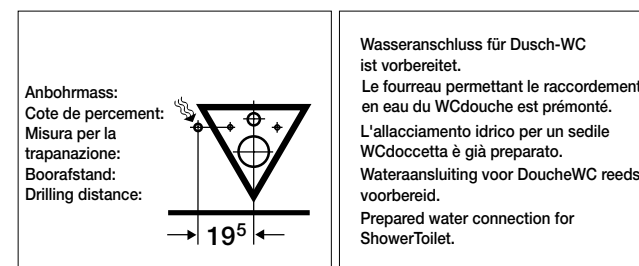 Anbohrmass:
Cote de percement:
Misura per la
trapanazione:
Boorafstand:
Drilling distance:
19⁵
Wasseranschluss für Dusch-WC
ist vorbereitet.
Le fourreau permettant le raccordement
en eau du WCdouche est prémonté.
L'allacciamento idrico per un sedile
WCdoccetta è già preparato.
Wateraansluiting voor DoucheWC reeds
voorbereid.
Prepared water connection for
ShowerToilet.